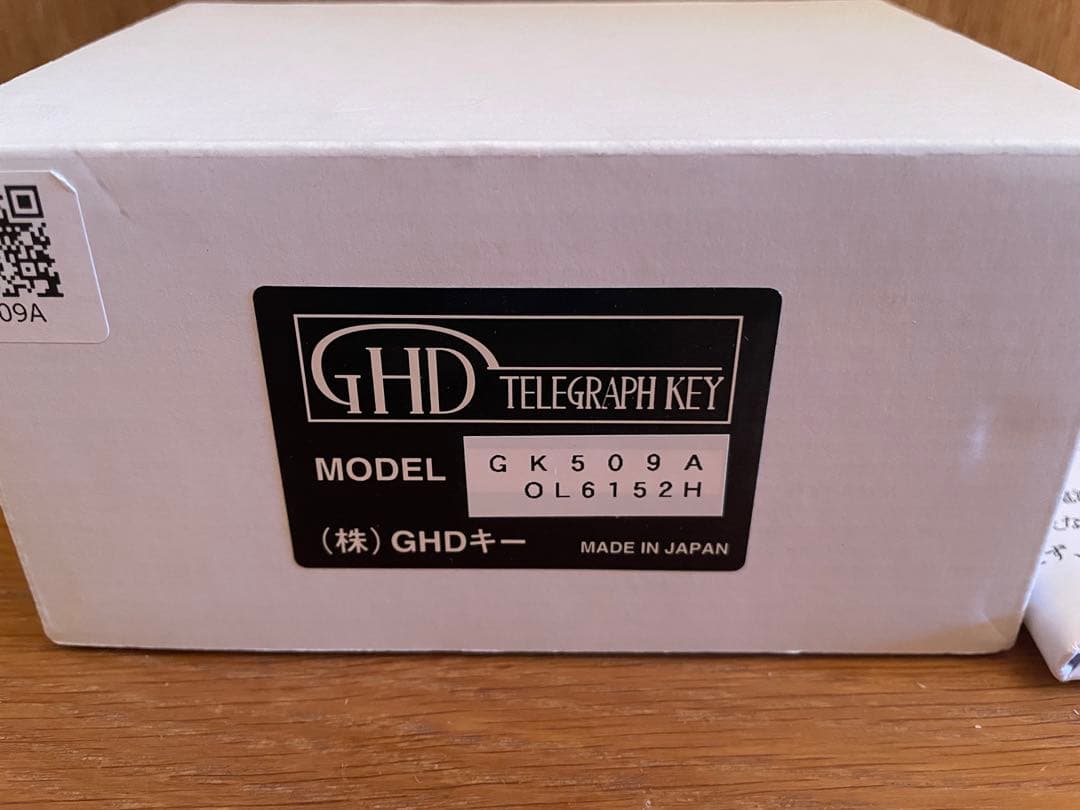 09A
GHD TELEGRAPH KEY
MODEL GK509A
OL6152H
(株)GHDキー MADE IN JAPAN